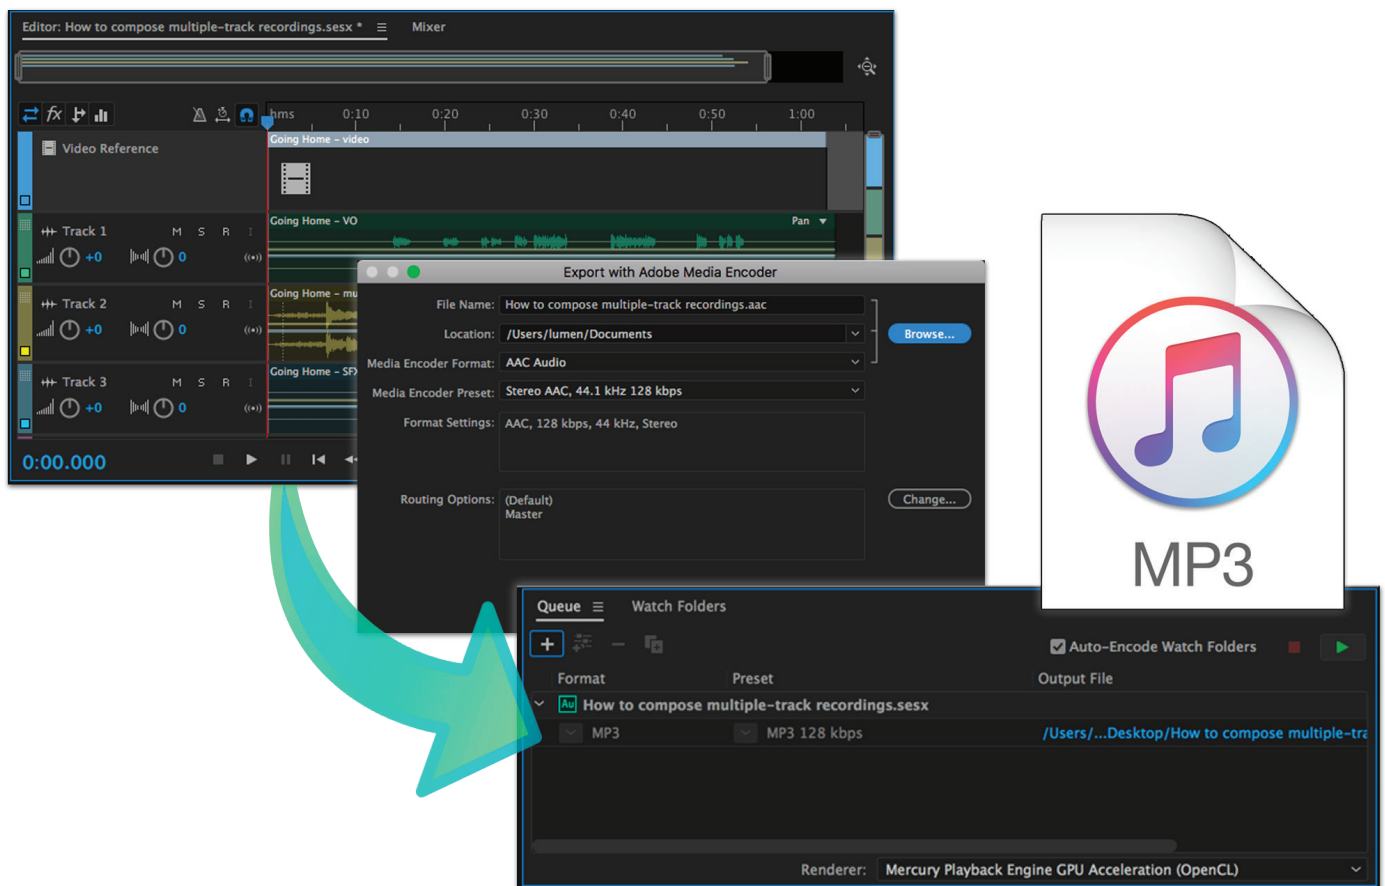 Editor: How to compose multiple-track recordings.sesx * ☰ Mixer
fx
hms 0:10 0:20 0:30 0:40 0:50 1:00
Going Home - video
Video Reference
Going Home - VO Pan
Track 1 M S R I
+0 0
Going Home - mu
Track 2 M S R I
+0 0
Going Home - SFX
Track 3 M S R I
+0 0
0:00.000
Export with Adobe Media Encoder
File Name: How to compose multiple-track recordings.aac
Location: /Users/lumen/Documents Browse...
Media Encoder Format: AAC Audio
Media Encoder Preset: Stereo AAC, 44.1 kHz 128 kbps
Format Settings: AAC, 128 kbps, 44 kHz, Stereo
Routing Options: (Default) Change...
Master
MP3
Queue ☰ Watch Folders
Auto-Encode Watch Folders
Format Preset Output File
Au How to compose multiple-track recordings.sesx
MP3 MP3 128 kbps /Users/...Desktop/How to compose multiple-tra
Renderer: Mercury Playback Engine GPU Acceleration (OpenCL)